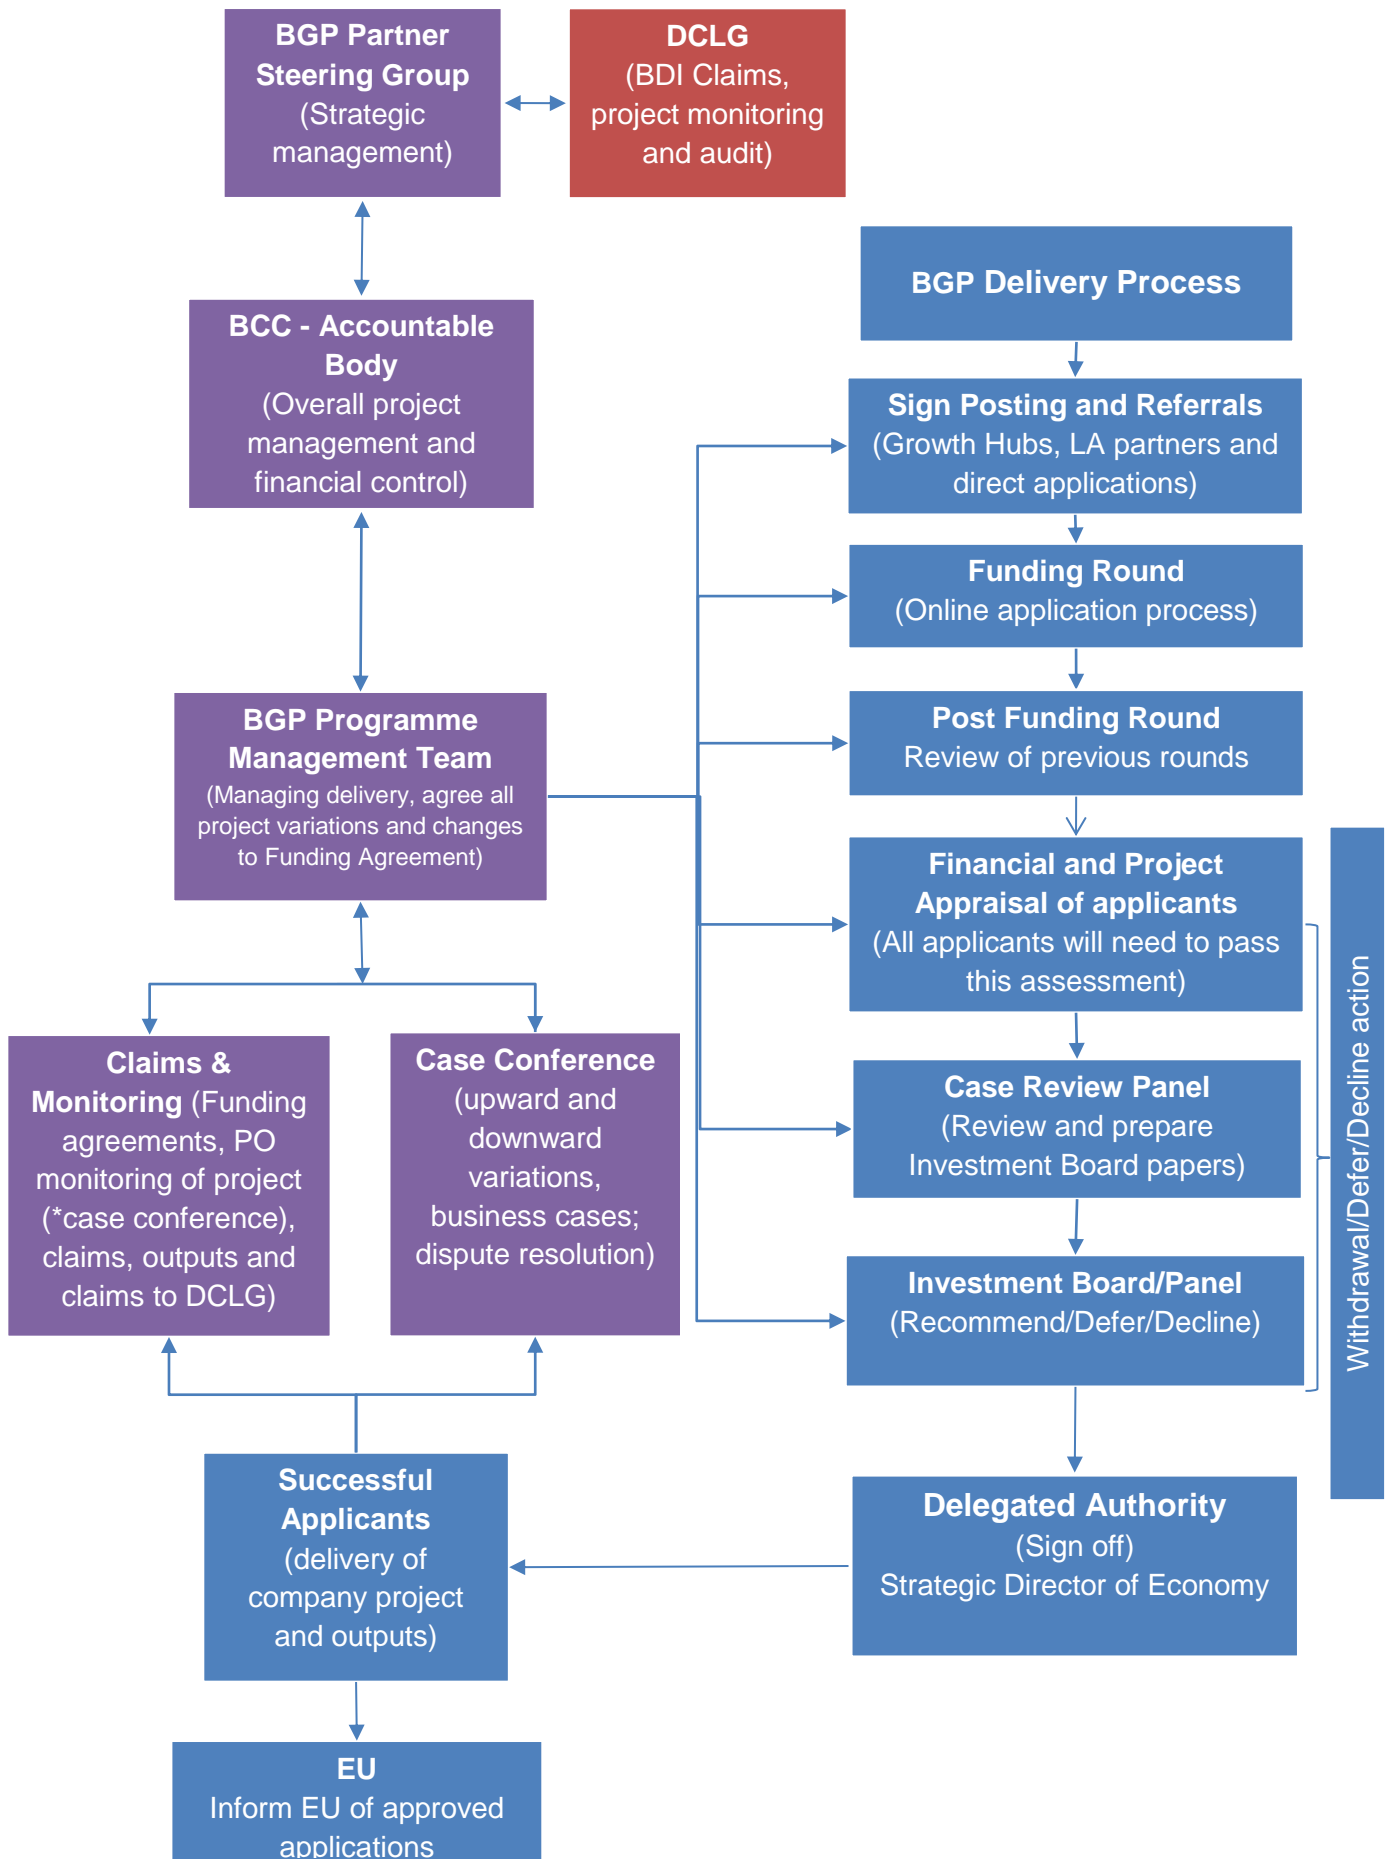 BGP Partner
Steering Group
(Strategic
management)
DCLG
(BDI Claims,
project monitoring
and audit)
BCC - Accountable
Body
(Overall project
management and
financial control)
BGP Programme
Management Team
(Managing delivery, agree all
project variations and changes
to Funding Agreement)
Claims &
Monitoring (Funding
agreements, PO
monitoring of project
(*case conference),
claims, outputs and
claims to DCLG)
Case Conference
(upward and
downward
variations,
business cases;
dispute resolution)
Successful
Applicants
(delivery of
company project
and outputs)
EU
Inform EU of approved
applications
BGP Delivery Process
Sign Posting and Referrals
(Growth Hubs, LA partners and
direct applications)
Funding Round
(Online application process)
Post Funding Round
Review of previous rounds
Financial and Project
Appraisal of applicants
(All applicants will need to pass
this assessment)
Case Review Panel
(Review and prepare
Investment Board papers)
Investment Board/Panel
(Recommend/Defer/Decline)
Delegated Authority
(Sign off)
Strategic Director of Economy
Withdrawal/Defer/Decline action